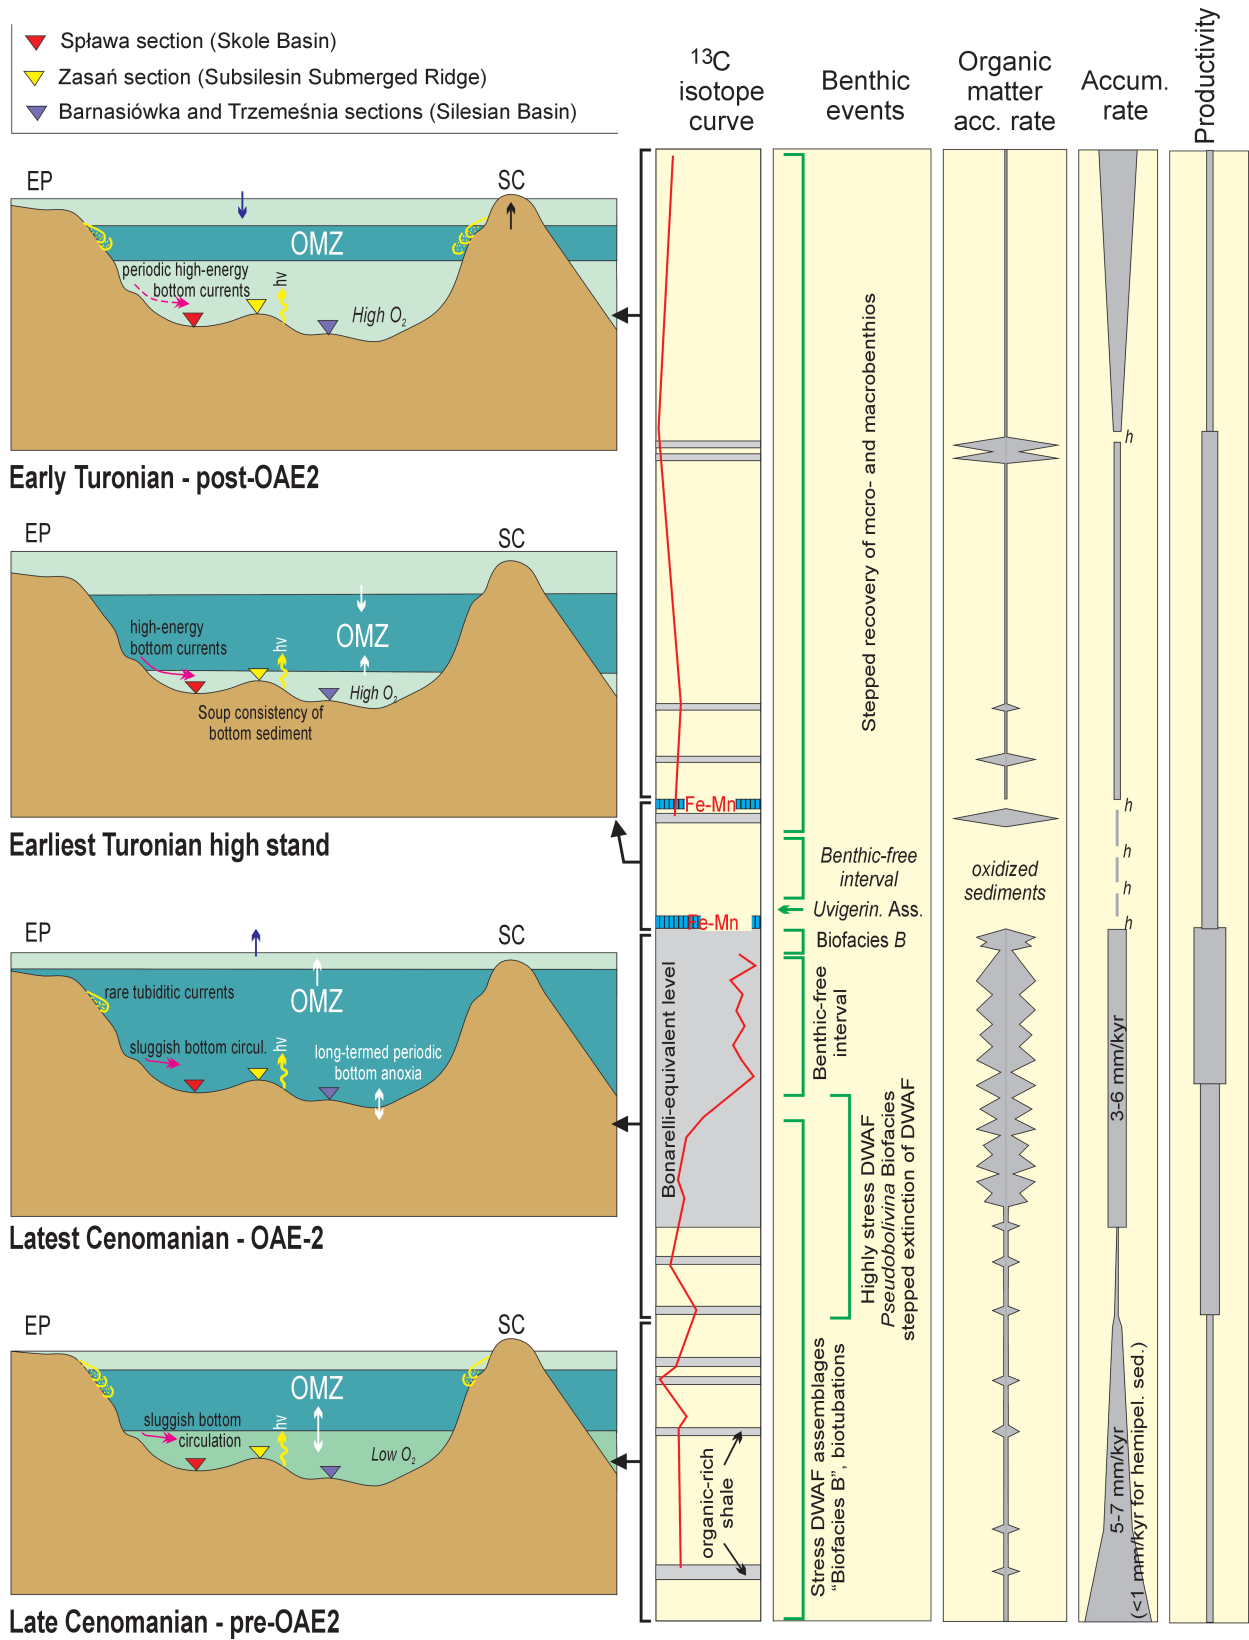 Spława section (Skole Basin)
Zasań section (Subsilesin Submerged Ridge)
Barnasiówka and Trzemeśnia sections (Silesian Basin)
13C
isotope
curve
Benthic
events
Organic
matter
acc. rate
Accum.
rate
Productivity
EP
SC
OMZ
periodic high-energy
bottom currents
hv
High O2
Early Turonian - post-OAE2
EP
SC
high-energy
bottom currents
hv
OMZ
High O2
Soup consistency of
bottom sediment
Earliest Turonian high stand
EP
SC
OMZ
rare tubiditic currents
sluggish bottom circul.
hv
long-termed periodic
bottom anoxia
Latest Cenomanian - OAE-2
EP
SC
OMZ
sluggish bottom
circulation
hv
Low O2
Late Cenomanian - pre-OAE2
Fe-Mn
Fe-Mn
Bonarelli-equivalent level
organic-rich
shale
Stepped recovery of mcro- and macrobenthios
Benthic-free
interval
Uvigerin. Ass.
Biofacies B
Benthic-free
interval
Highly stress DWAF
Pseudobolivina Biofacies
stepped extinction of DWAF
Stress DWAF assemblages
“Biofacies B”, biotubations
oxidized
sediments
h
h
h
h
h
3-6 mm/kyr
5-7 mm/kyr
(<1 mm/kyr for hemipel. sed.)